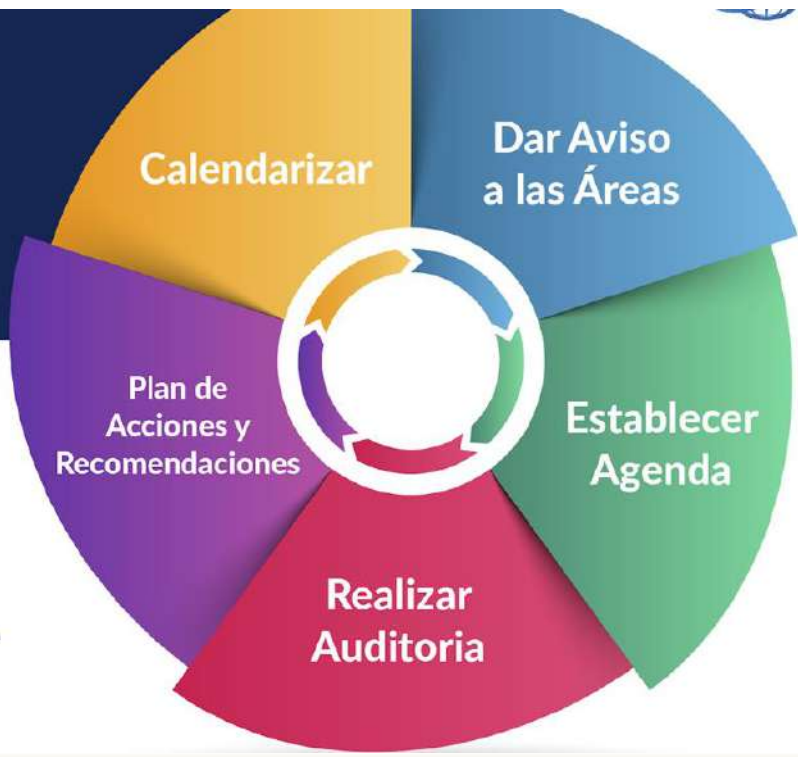 Calendarizar
Dar Aviso
a las Áreas
Establecer
Agenda
Realizar
Auditoria
Plan de
Acciones y
Recomendaciones